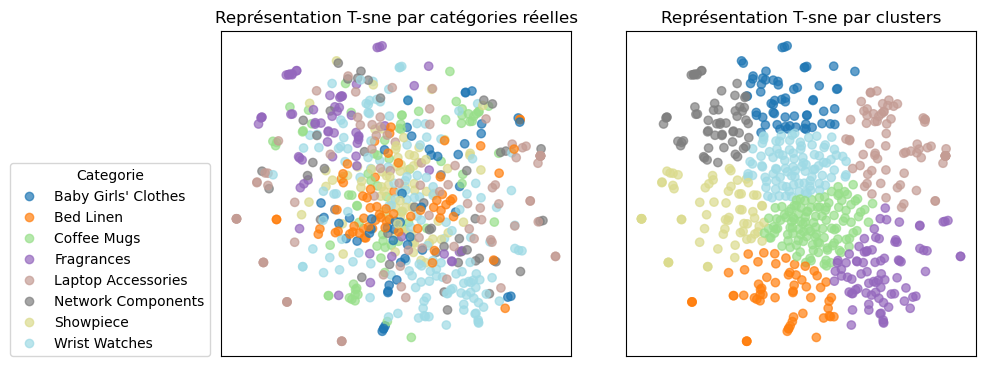 Représentation T-sne par catégories réelles
Représentation T-sne par clusters
Categorie
Baby Girls' Clothes
Bed Linen
Coffee Mugs
Fragrances
Laptop Accessories
Network Components
Showpiece
Wrist Watches